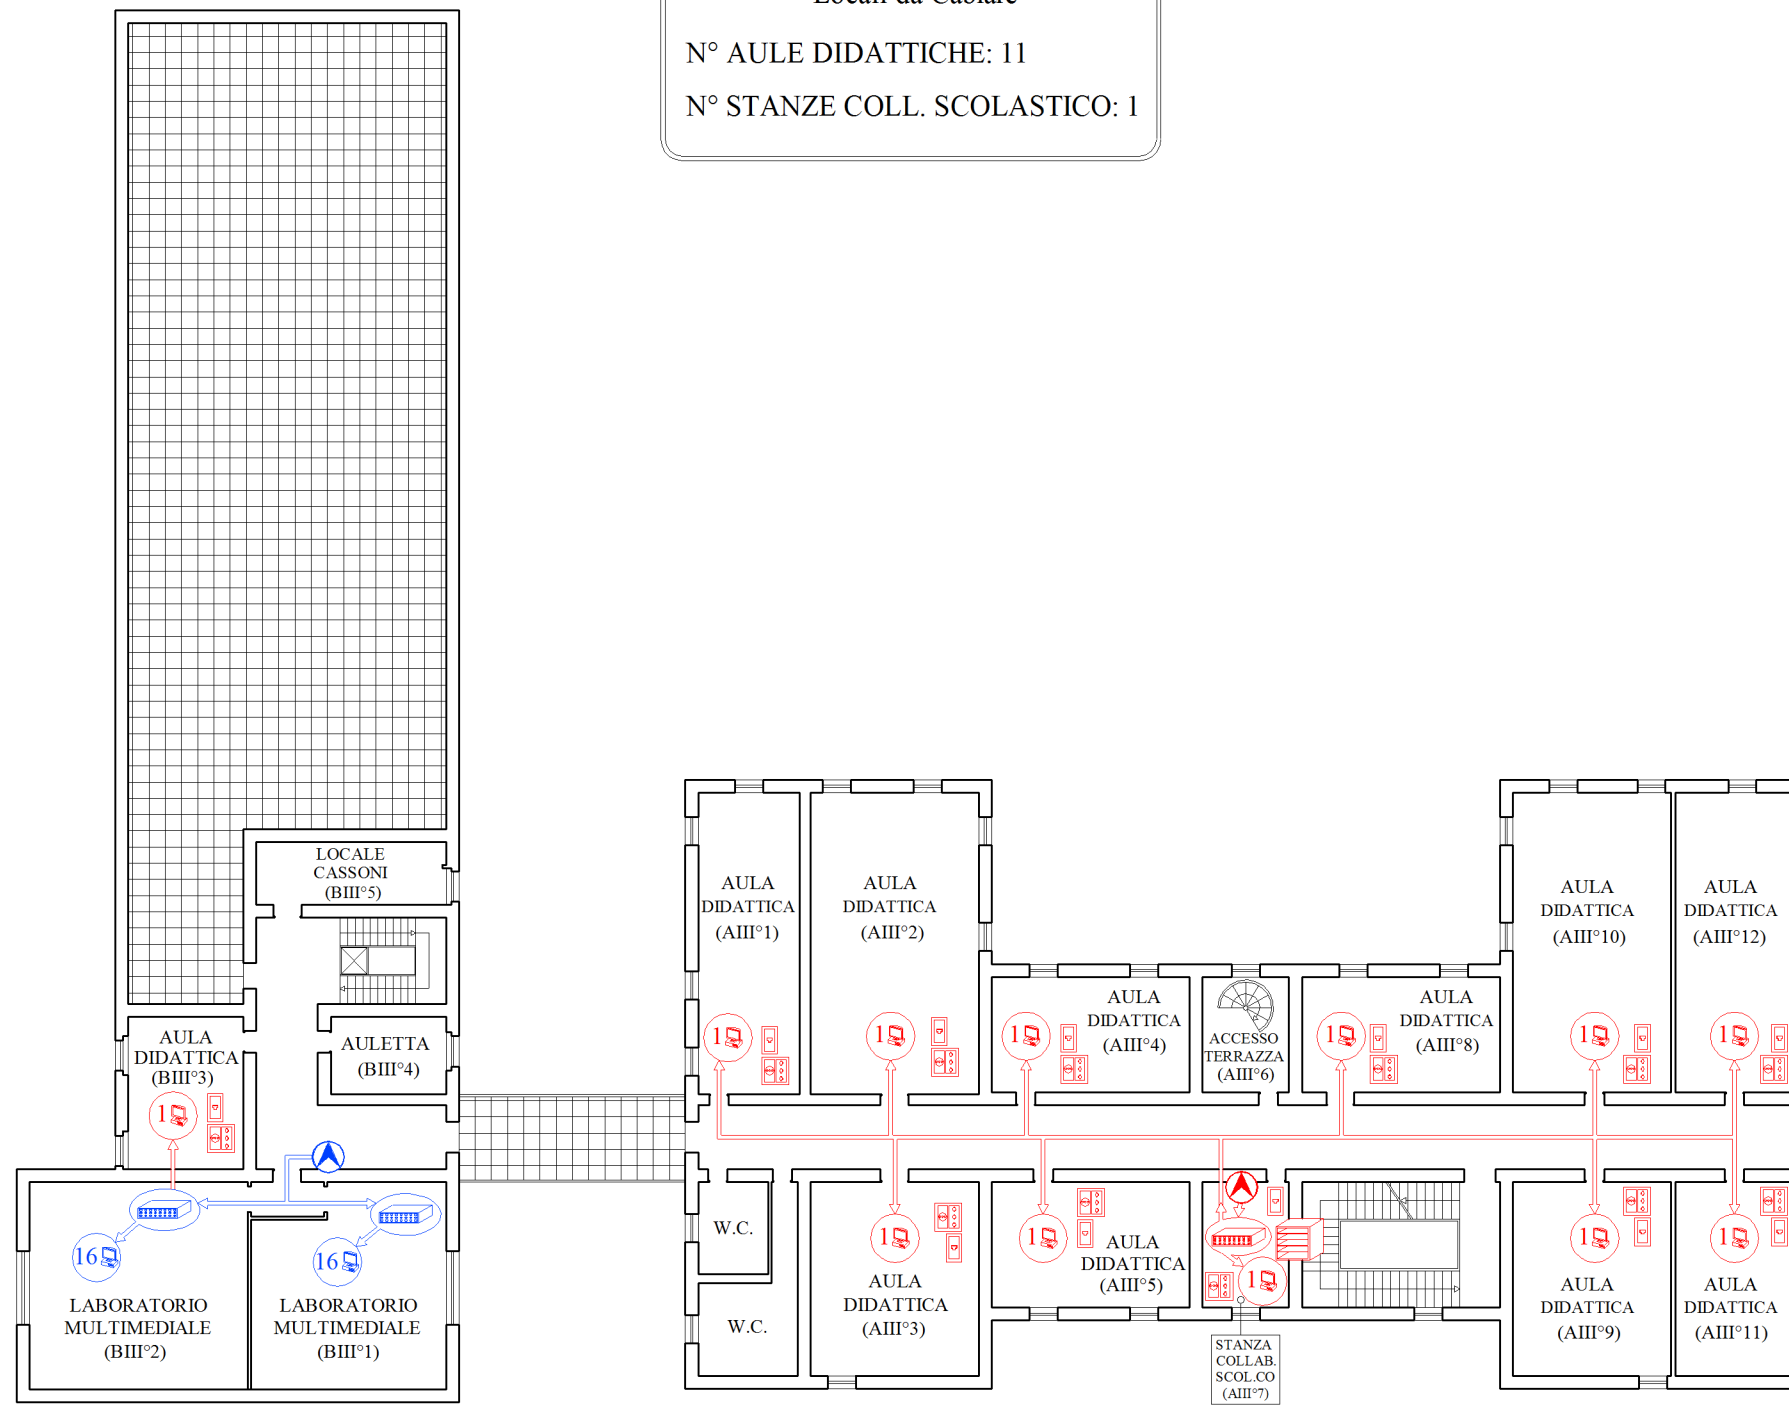 Locali da Cablare
N° AULE DIDATTICHE: 11
N° STANZE COLL. SCOLASTICO: 1
LOCALE
CASSONI
(BIII°5)
AULA
DIDATTICA
(BIII°3)
1
AULETTA
(BIII°4)
16
LABORATORIO
MULTIMEDIALE
(BIII°2)
16
LABORATORIO
MULTIMEDIALE
(BIII°1)
AULA
DIDATTICA
(AIII°1)
1
AULA
DIDATTICA
(AIII°2)
1
AULA
DIDATTICA
(AIII°4)
1
ACCESSO
TERRAZZA
(AIII°6)
AULA
DIDATTICA
(AIII°8)
1
AULA
DIDATTICA
(AIII°10)
1
AULA
DIDATTICA
(AIII°12)
1
W.C.
W.C.
1
AULA
DIDATTICA
(AIII°3)
1
AULA
DIDATTICA
(AIII°5)
1
STANZA
COLLAB.
SCOL.CO
(AIII°7)
1
AULA
DIDATTICA
(AIII°9)
1
AULA
DIDATTICA
(AIII°11)